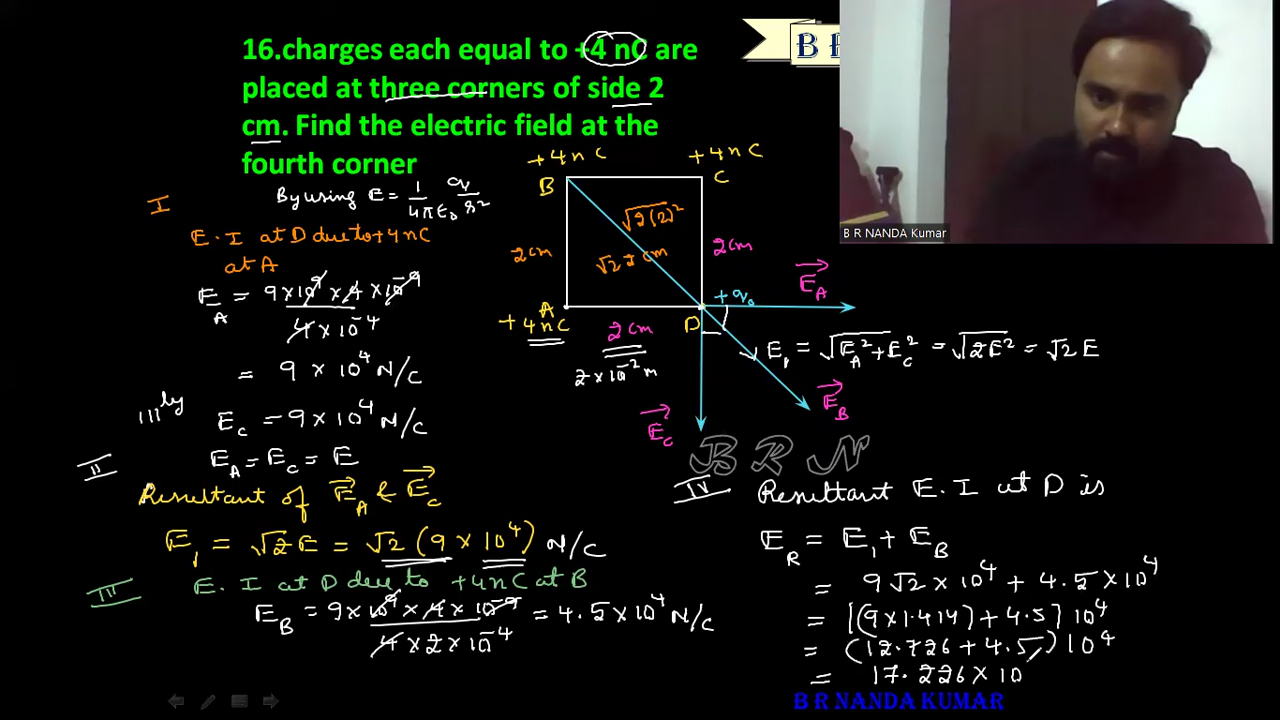 16.charges each equal to +4 nC are
placed at three corners of side 2
cm. Find the electric field at the
fourth corner
B R
B R NANDA Kumar
I
By using E = 1/4πε₀ q/r²
E.I at D due to +4nC
at A
E_A = 9×10⁹ × 4 × 10⁻⁹ / 4 × 10⁻⁴
= 9 × 10⁴ N/C
|||ly E_C = 9 × 10⁴ N/C
E_A = E_C = E
II
Resultant of E_A & E_C
E₁ = √2 E = √2 (9 × 10⁴) N/C
III E.I at D due to +4nC at B
E_B = 9× 10⁹ × 4 × 10⁻⁹ / 4 × 2 × 10⁻⁴ = 4.5 × 10⁴ N/C
+4nC
+4nC
B
C
√2(2)²
√2 2 cm
2cm
2cm
E_A
A
+q₀
+4nC
2cm
D
2 × 10⁻² m
E₁ = √E_A² + E_C² = √2E² = √2 E
E_B
E_C
B R N
IV Resultant E.I at D is
E_R = E₁ + E_B
= 9√2 × 10⁴ + 4.5 × 10⁴
= [(9 × 1.414) + 4.5] 10⁴
= (12.726 + 4.5) 10⁴
= 17.226 × 10
B R NANDA KUMAR